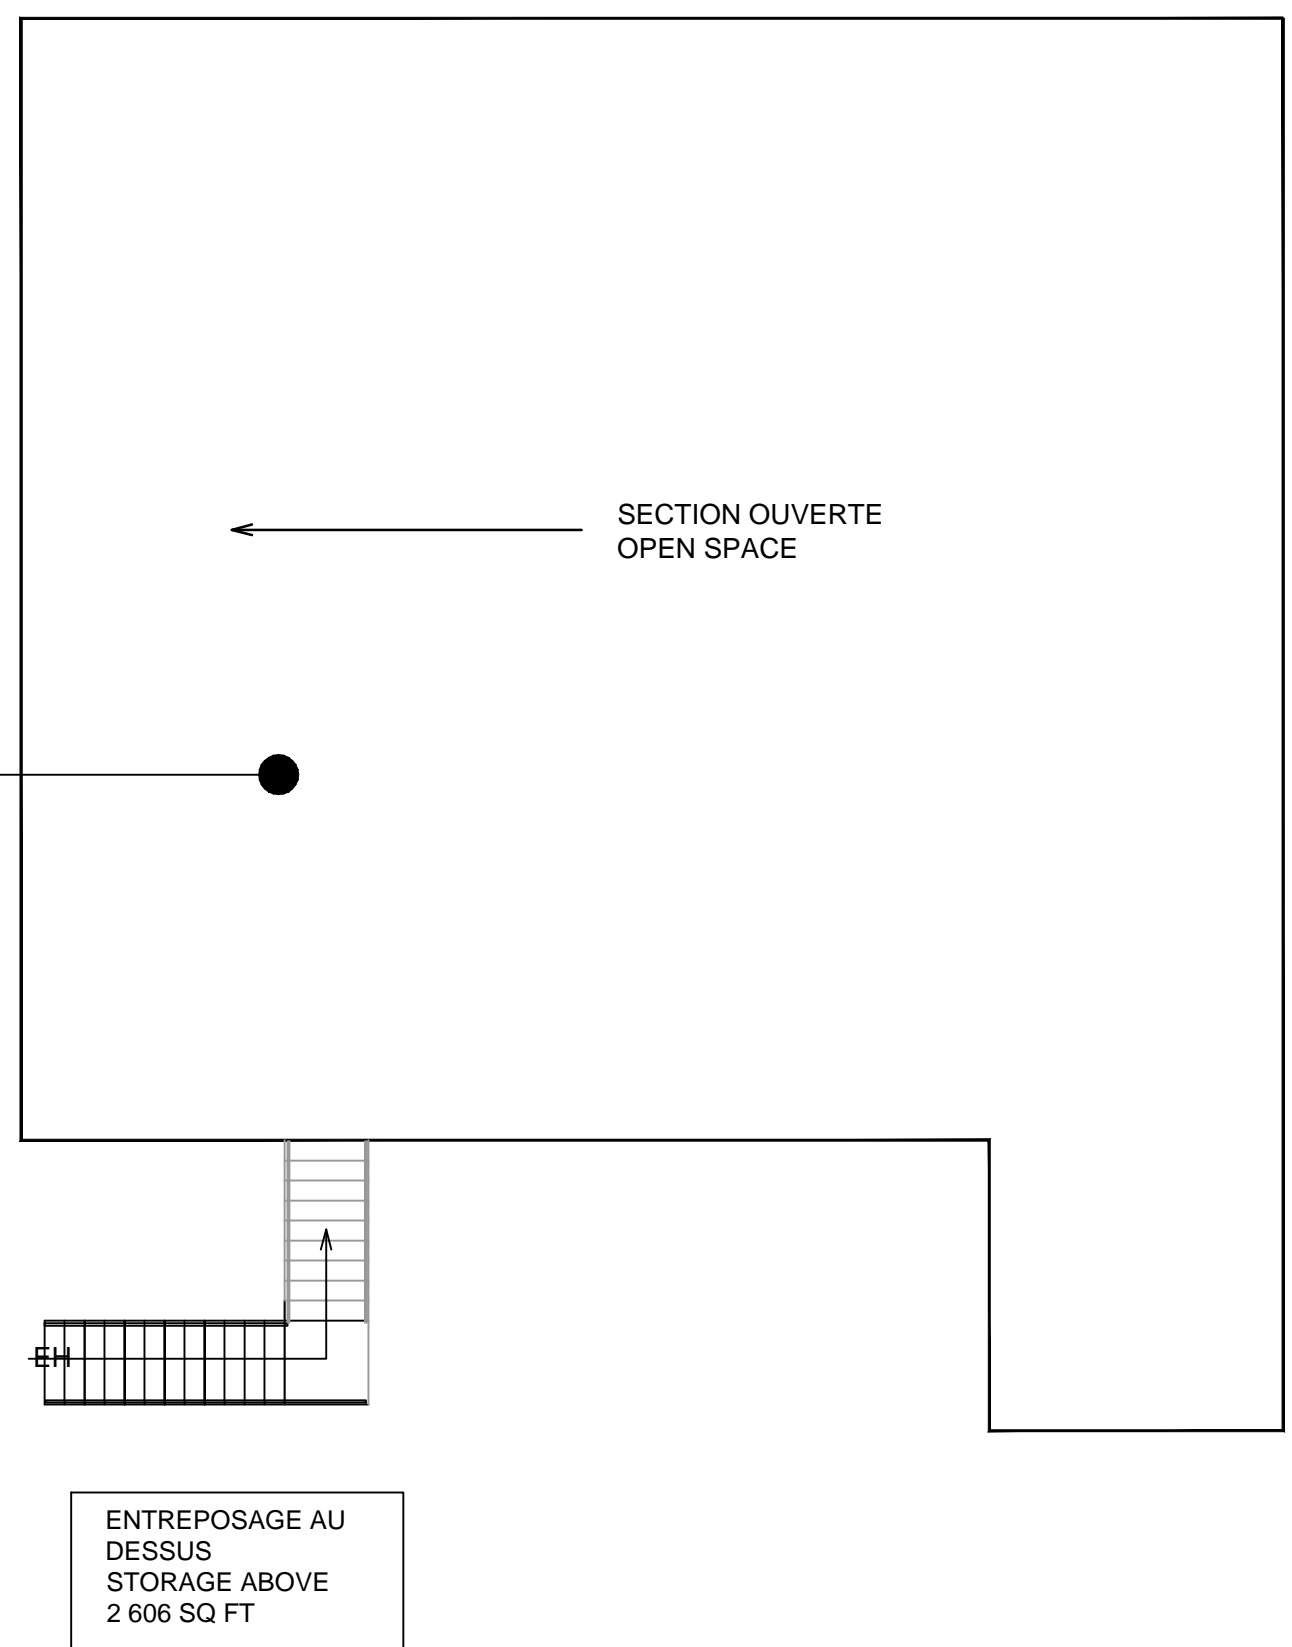 SECTION OUVERTE
OPEN SPACE
EH
ENTREPOSAGE AU
DESSUS
STORAGE ABOVE
2 606 SQ FT